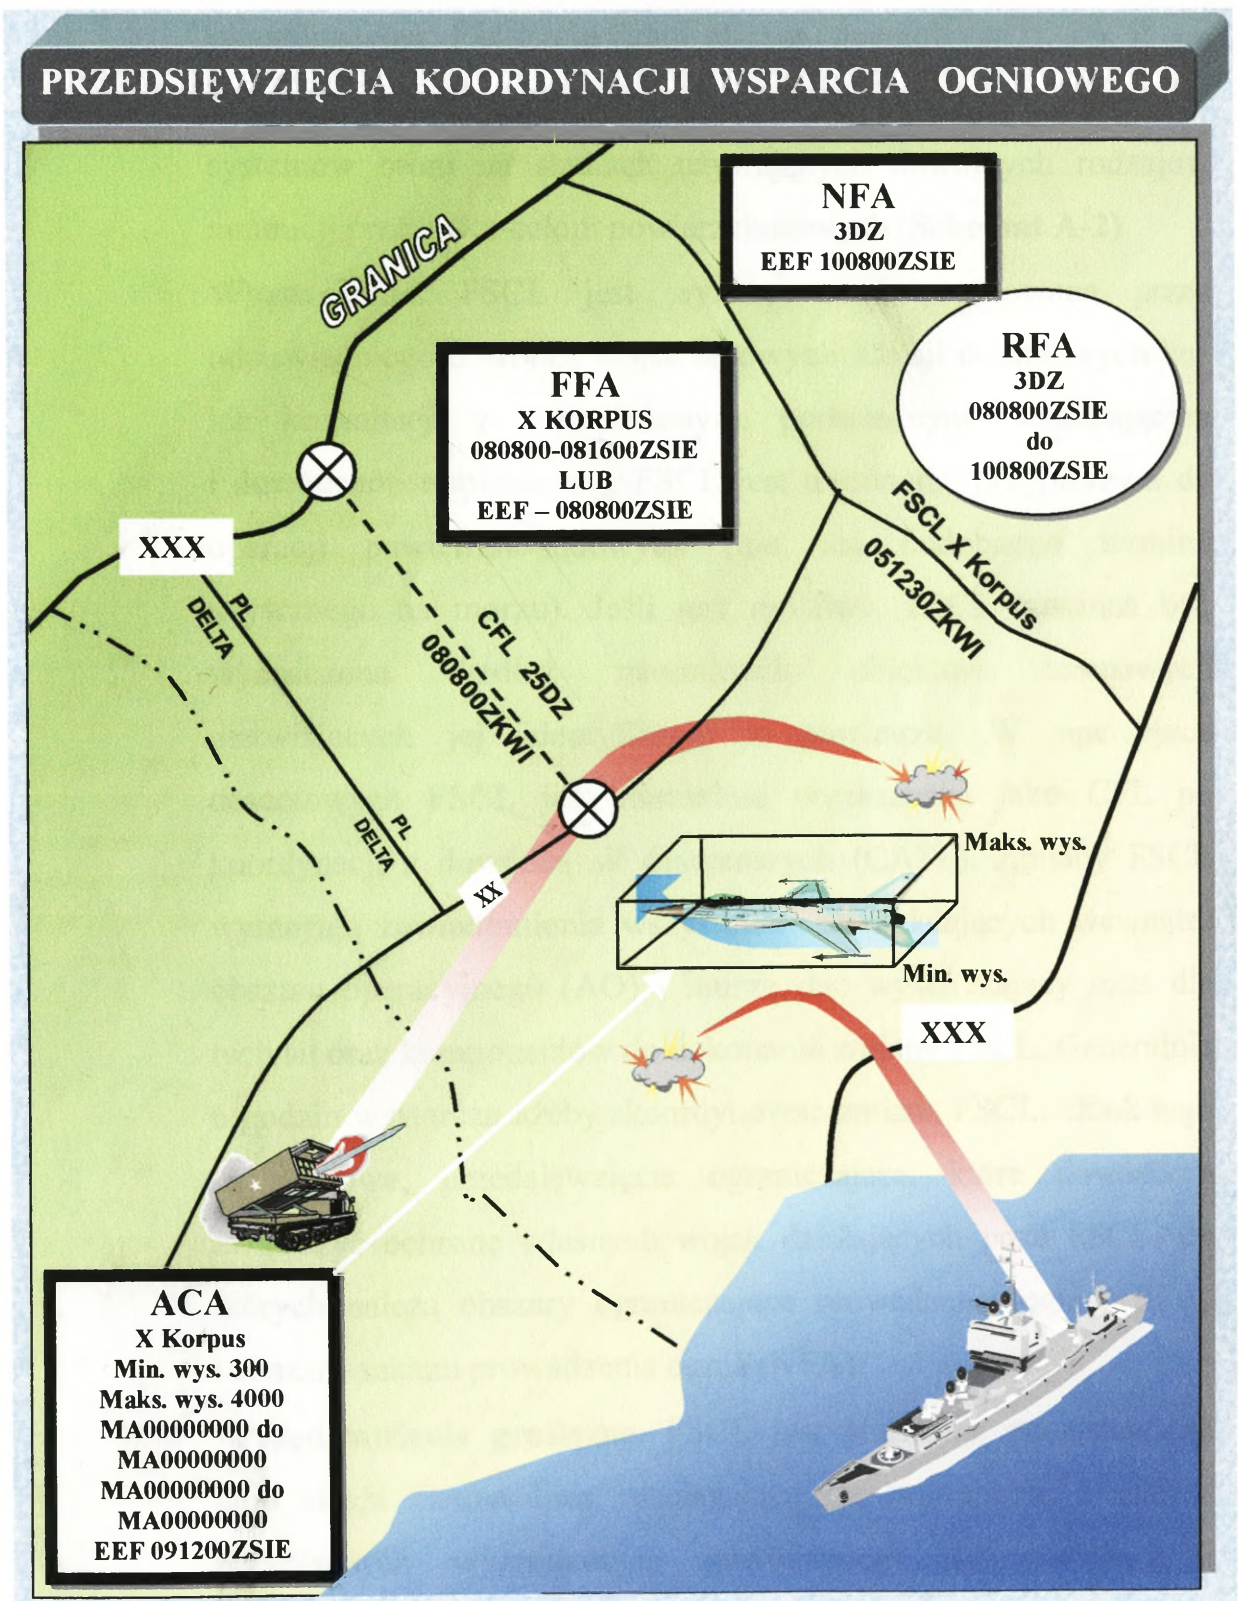 PRZEDSIĘWZIĘCIA KOORDYNACJI WSPARCIA OGNIOWEGO
NFA
3DZ
EEF 100800ZSIE
GRANICA
RFA
3DZ
080800ZSIE
do
100800ZSIE
FFA
X KORPUS
080800-081600ZSIE
LUB
EEF – 080800ZSIE
FSCL X Korpus
051230ZKWI
XXX
PL
DELTA
CFL 25DZ
080800ZKWI
PL
DELTA
XX
Maks. wys.
Min. wys.
XXX
ACA
X Korpus
Min. wys. 300
Maks. wys. 4000
MA00000000 do
MA00000000
MA00000000 do
MA00000000
EEF 091200ZSIE